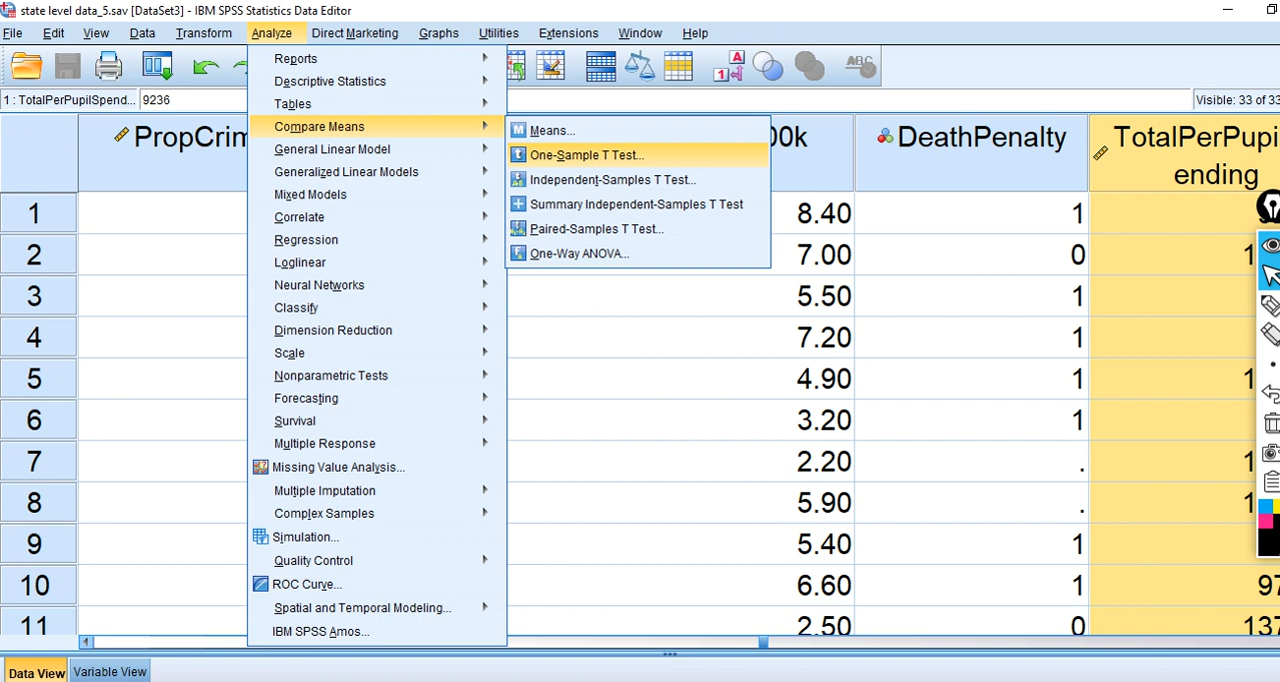 state level data_5.sav [DataSet3] - IBM SPSS Statistics Data Editor
File Edit View Data Transform Analyze Direct Marketing Graphs Utilities Extensions Window Help
1 : TotalPerPupilSpend... 9236 Visible: 33 of 33
Reports
Descriptive Statistics
Tables
Compare Means
General Linear Model
Generalized Linear Models
Mixed Models
Correlate
Regression
Loglinear
Neural Networks
Classify
Dimension Reduction
Scale
Nonparametric Tests
Forecasting
Survival
Multiple Response
Missing Value Analysis...
Multiple Imputation
Complex Samples
Simulation...
Quality Control
ROC Curve...
Spatial and Temporal Modeling...
IBM SPSS Amos...
Means...
One-Sample T Test...
Independent-Samples T Test...
Summary Independent-Samples T Test
Paired-Samples T Test...
One-Way ANOVA...
PropCrim 00k DeathPenalty TotalPerPupi
ending
1 8.40 1
2 7.00 0 1
3 5.50 1
4 7.20 1
5 4.90 1 1
6 3.20 1
7 2.20 . 1
8 5.90 . 1
9 5.40 1
10 6.60 1 97
11 2.50 0 137
Data View Variable View